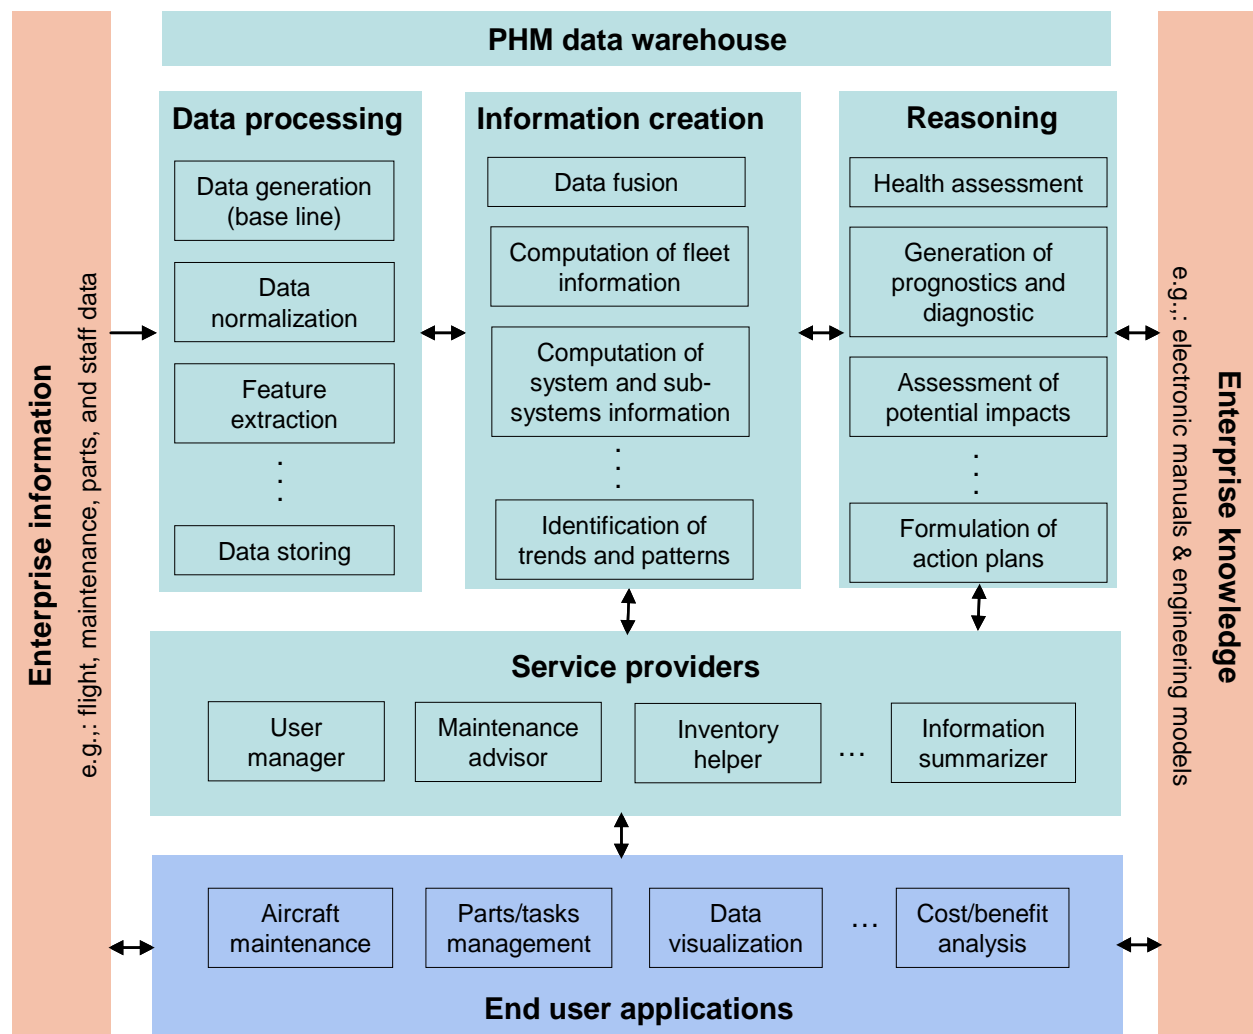 PHM data warehouse
Enterprise information
e.g.,: flight, maintenance, parts, and staff data
Data processing
Data generation
(base line)
Data
normalization
Feature
extraction
.
.
.
Data storing
Information creation
Data fusion
Computation of fleet
information
Computation of
system and sub-
systems information
.
.
.
Identification of
trends and patterns
Reasoning
Health assessment
Generation of
prognostics and
diagnostic
Assessment of
potential impacts
.
.
.
Formulation of
action plans
e.g.,: electronic manuals & engineering models
Enterprise knowledge
Service providers
User
manager
Maintenance
advisor
Inventory
helper
...
Information
summarizer
Aircraft
maintenance
Parts/tasks
management
Data
visualization
...
Cost/benefit
analysis
End user applications